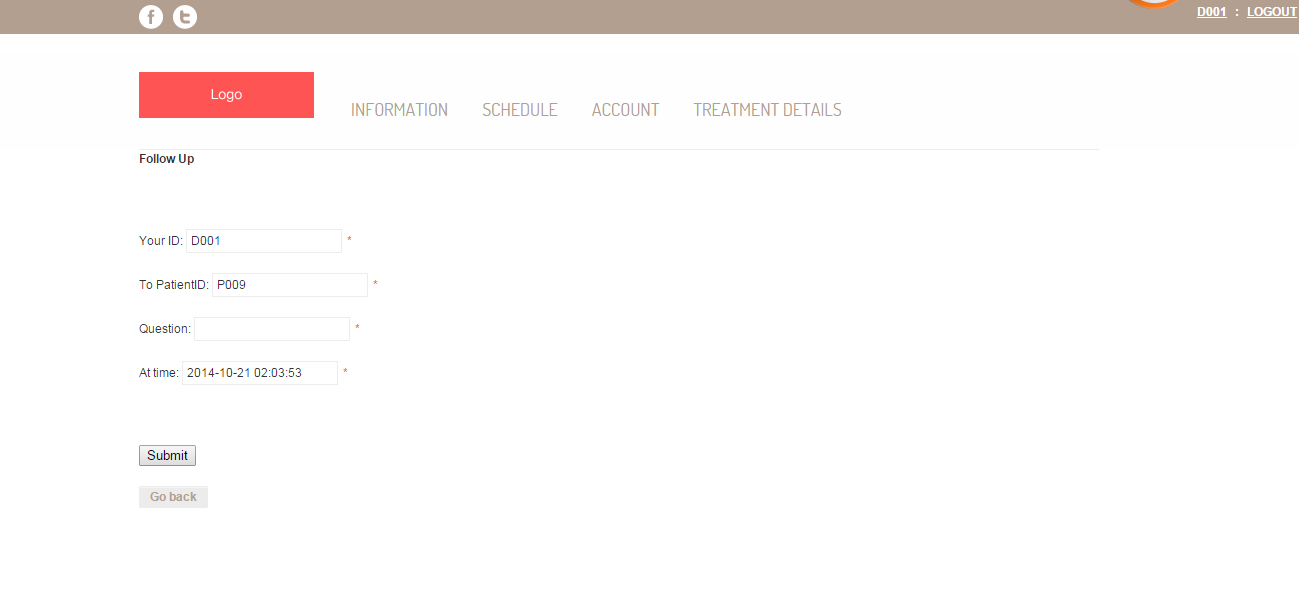 D001 : LOGOUT
Logo
INFORMATION SCHEDULE ACCOUNT TREATMENT DETAILS
Follow Up
Your ID: D001 *
To PatientID: P009 *
Question: *
At time: 2014-10-21 02:03:53 *
Submit
Go back